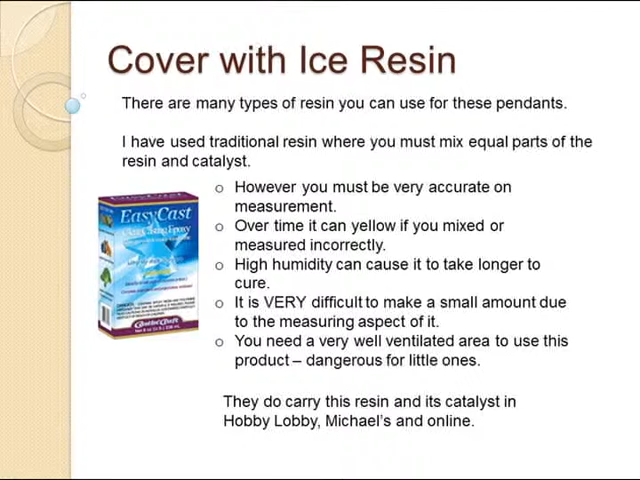 Cover with Ice Resin
There are many types of resin you can use for these pendants.
I have used traditional resin where you must mix equal parts of the
resin and catalyst.
o However you must be very accurate on
measurement.
o Over time it can yellow if you mixed or
measured incorrectly.
o High humidity can cause it to take longer to
cure.
o It is VERY difficult to make a small amount due
to the measuring aspect of it.
o You need a very well ventilated area to use this
product – dangerous for little ones.
EasyCast
Clear Casting Epoxy
They do carry this resin and its catalyst in
Hobby Lobby, Michael's and online.